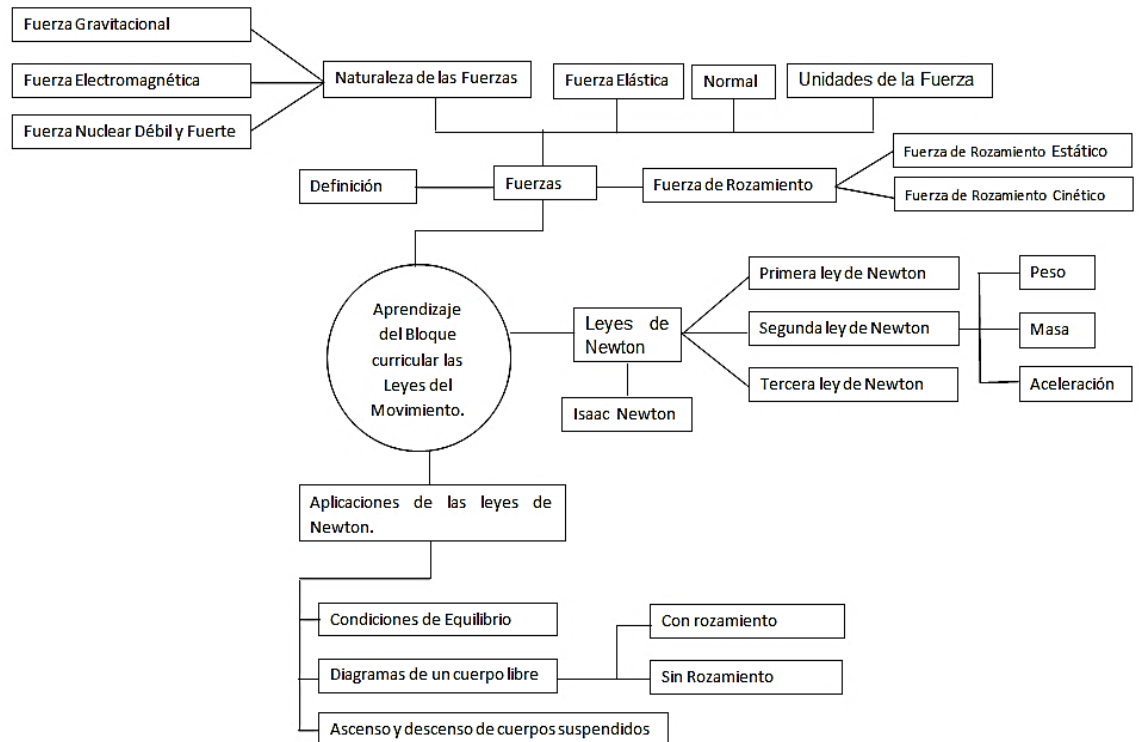 Fuerza Gravitacional
Fuerza Electromagnética
Fuerza Nuclear Débil y Fuerte
Naturaleza de las Fuerzas
Fuerza Elástica
Normal
Unidades de la Fuerza
Definición
Fuerzas
Fuerza de Rozamiento
Fuerza de Rozamiento Estático
Fuerza de Rozamiento Cinético
Aprendizaje
del Bloque
curricular las
Leyes del
Movimiento.
Leyes de
Newton
Isaac Newton
Primera ley de Newton
Segunda ley de Newton
Tercera ley de Newton
Peso
Masa
Aceleración
Aplicaciones de las leyes de
Newton.
Condiciones de Equilibrio
Diagramas de un cuerpo libre
Ascenso y descenso de cuerpos suspendidos
Con rozamiento
Sin Rozamiento